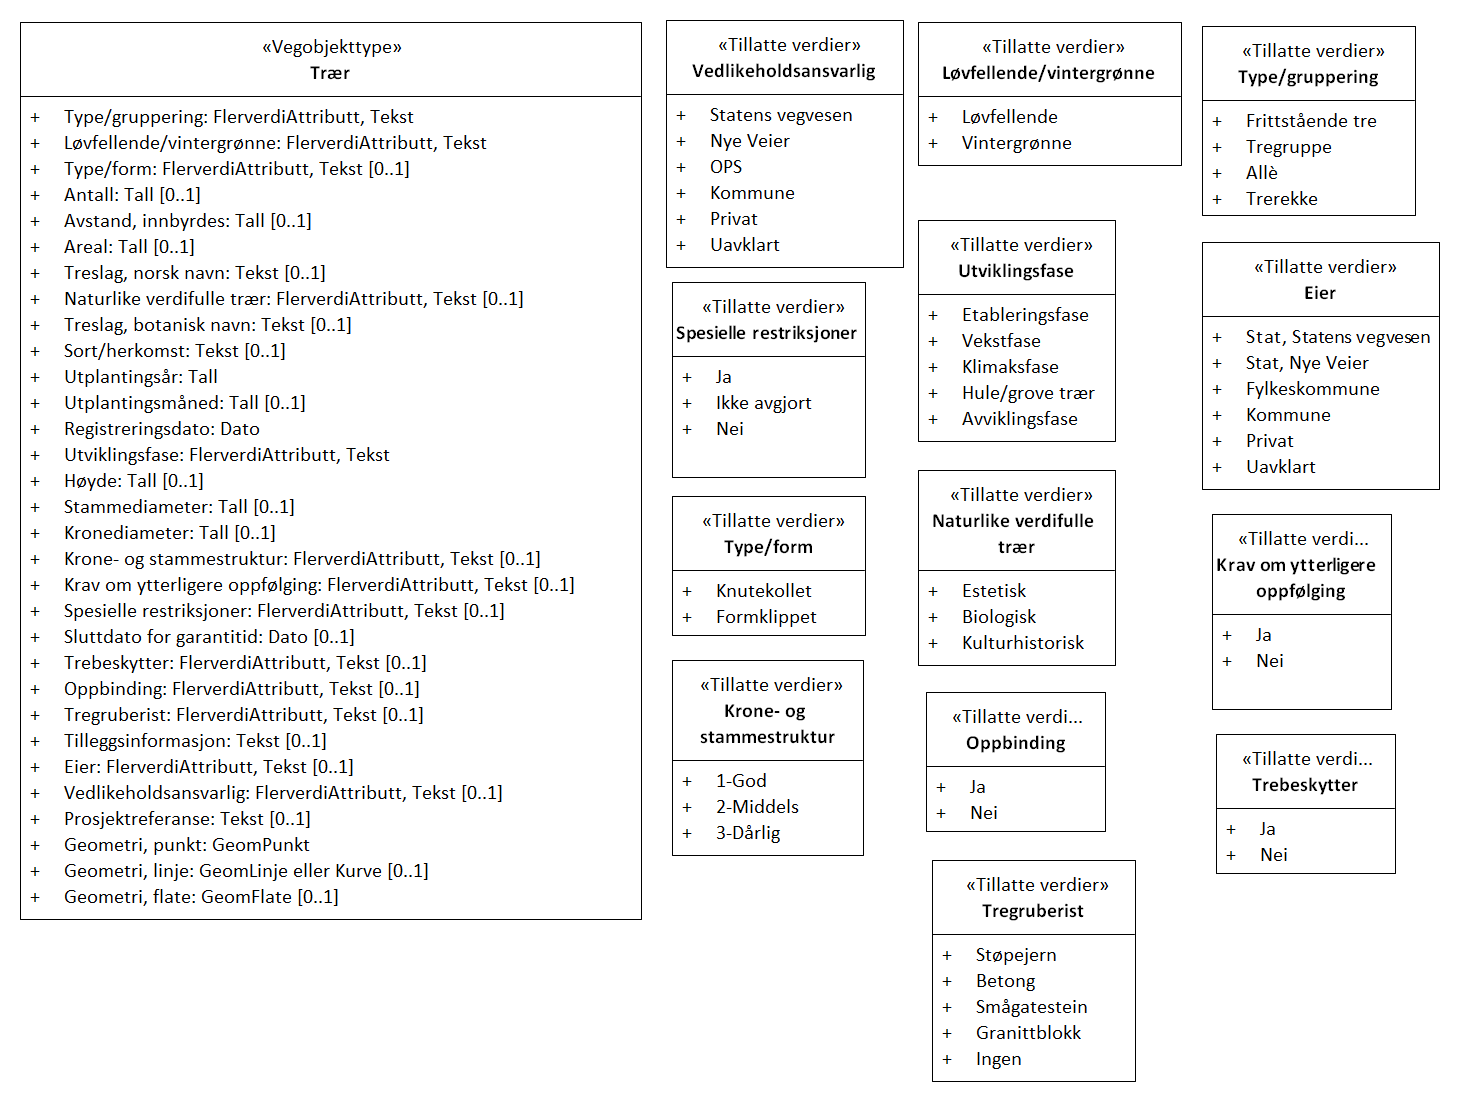 «Vegobjekttype»
Trær
+ Type/gruppering: FlerverdiAttributt, Tekst
+ Løvfellende/vintergrønne: FlerverdiAttributt, Tekst
+ Type/form: FlerverdiAttributt, Tekst [0..1]
+ Antall: Tall [0..1]
+ Avstand, innbyrdes: Tall [0..1]
+ Areal: Tall [0..1]
+ Treslag, norsk navn: Tekst [0..1]
+ Naturlike verdifulle trær: FlerverdiAttributt, Tekst [0..1]
+ Treslag, botanisk navn: Tekst [0..1]
+ Sort/herkomst: Tekst [0..1]
+ Utplantingsår: Tall
+ Utplantingsmåned: Tall [0..1]
+ Registreringsdato: Dato
+ Utviklingsfase: FlerverdiAttributt, Tekst
+ Høyde: Tall [0..1]
+ Stammediameter: Tall [0..1]
+ Kronediameter: Tall [0..1]
+ Krone- og stammestruktur: FlerverdiAttributt, Tekst [0..1]
+ Krav om ytterligere oppfølging: FlerverdiAttributt, Tekst [0..1]
+ Spesielle restriksjoner: FlerverdiAttributt, Tekst [0..1]
+ Sluttdato for garantitid: Dato [0..1]
+ Trebeskytter: FlerverdiAttributt, Tekst [0..1]
+ Oppbinding: FlerverdiAttributt, Tekst [0..1]
+ Tregruberist: FlerverdiAttributt, Tekst [0..1]
+ Tilleggsinformasjon: Tekst [0..1]
+ Eier: FlerverdiAttributt, Tekst [0..1]
+ Vedlikeholdsansvarlig: FlerverdiAttributt, Tekst [0..1]
+ Prosjektreferanse: Tekst [0..1]
+ Geometri, punkt: GeomPunkt
+ Geometri, linje: GeomLinje eller Kurve [0..1]
+ Geometri, flate: GeomFlate [0..1]
«Tillatte verdier»
Vedlikeholdsansvarlig
+ Statens vegvesen
+ Nye Veier
+ OPS
+ Kommune
+ Privat
+ Uavklart
«Tillatte verdier»
Spesielle restriksjoner
+ Ja
+ Ikke avgjort
+ Nei
«Tillatte verdier»
Type/form
+ Knutekollet
+ Formklippet
«Tillatte verdier»
Krone- og
stammestruktur
+ 1-God
+ 2-Middels
+ 3-Dårlig
«Tillatte verdier»
Løvfellende/vintergrønne
+ Løvfellende
+ Vintergrønne
«Tillatte verdier»
Utviklingsfase
+ Etableringsfase
+ Vekstfase
+ Klimaksfase
+ Hule/grove trær
+ Avviklingsfase
«Tillatte verdier»
Naturlike verdifulle
trær
+ Estetisk
+ Biologisk
+ Kulturhistorisk
«Tillatte verdi...
Oppbinding
+ Ja
+ Nei
«Tillatte verdier»
Tregruberist
+ Støpejern
+ Betong
+ Smågatestein
+ Granittblokk
+ Ingen
«Tillatte verdier»
Type/gruppering
+ Frittstående tre
+ Tregruppe
+ Allè
+ Trerekke
«Tillatte verdier»
Eier
+ Stat, Statens vegvesen
+ Stat, Nye Veier
+ Fylkeskommune
+ Kommune
+ Privat
+ Uavklart
«Tillatte verdi...
Krav om ytterligere
oppfølging
+ Ja
+ Nei
«Tillatte verdi...
Trebeskytter
+ Ja
+ Nei